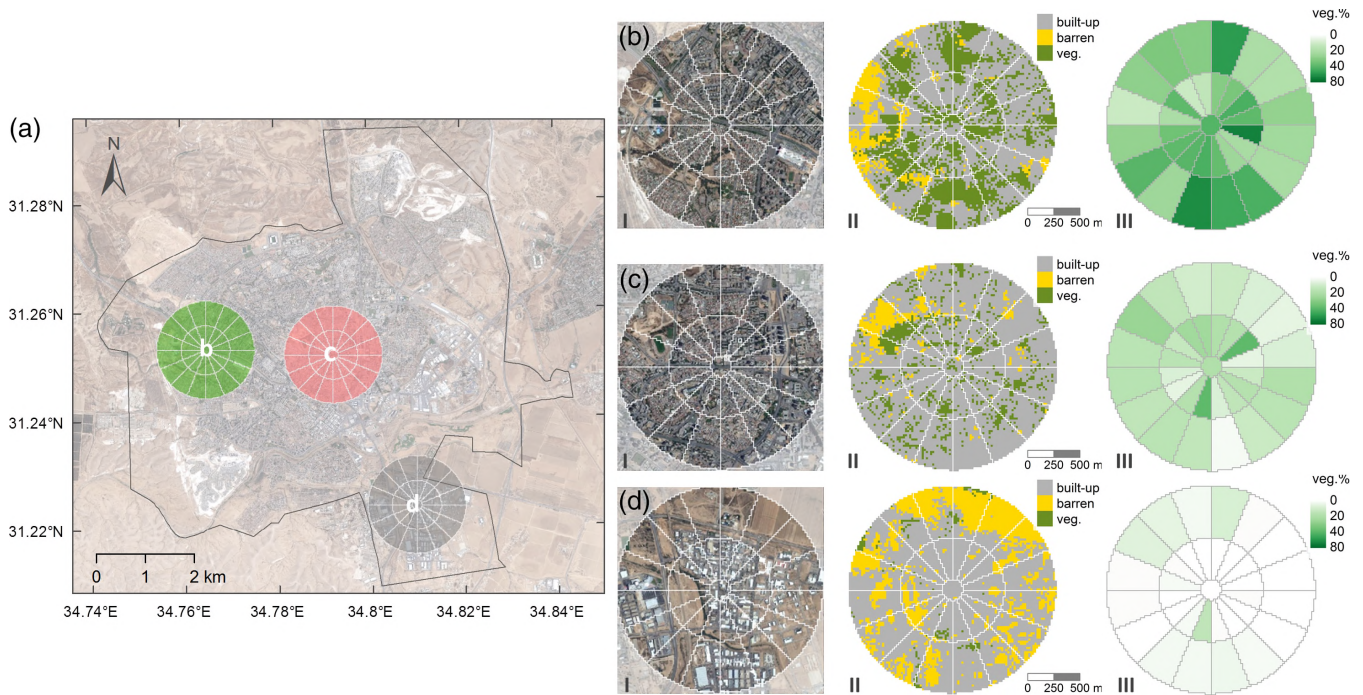 (a)
N
31.28°N
31.26°N
31.24°N
31.22°N
b
c
d
0 1 2 km
34.74°E 34.76°E 34.78°E 34.8°E 34.82°E 34.84°E
(b)
I
built-up
barren
veg.
II
0 250 500 m
veg.%
0
40
80
III
(c)
I
built-up
barren
veg.
II
0 250 500 m
veg.%
0
40
80
III
(d)
I
built-up
barren
veg.
II
0 250 500 m
veg.%
0
40
80
III